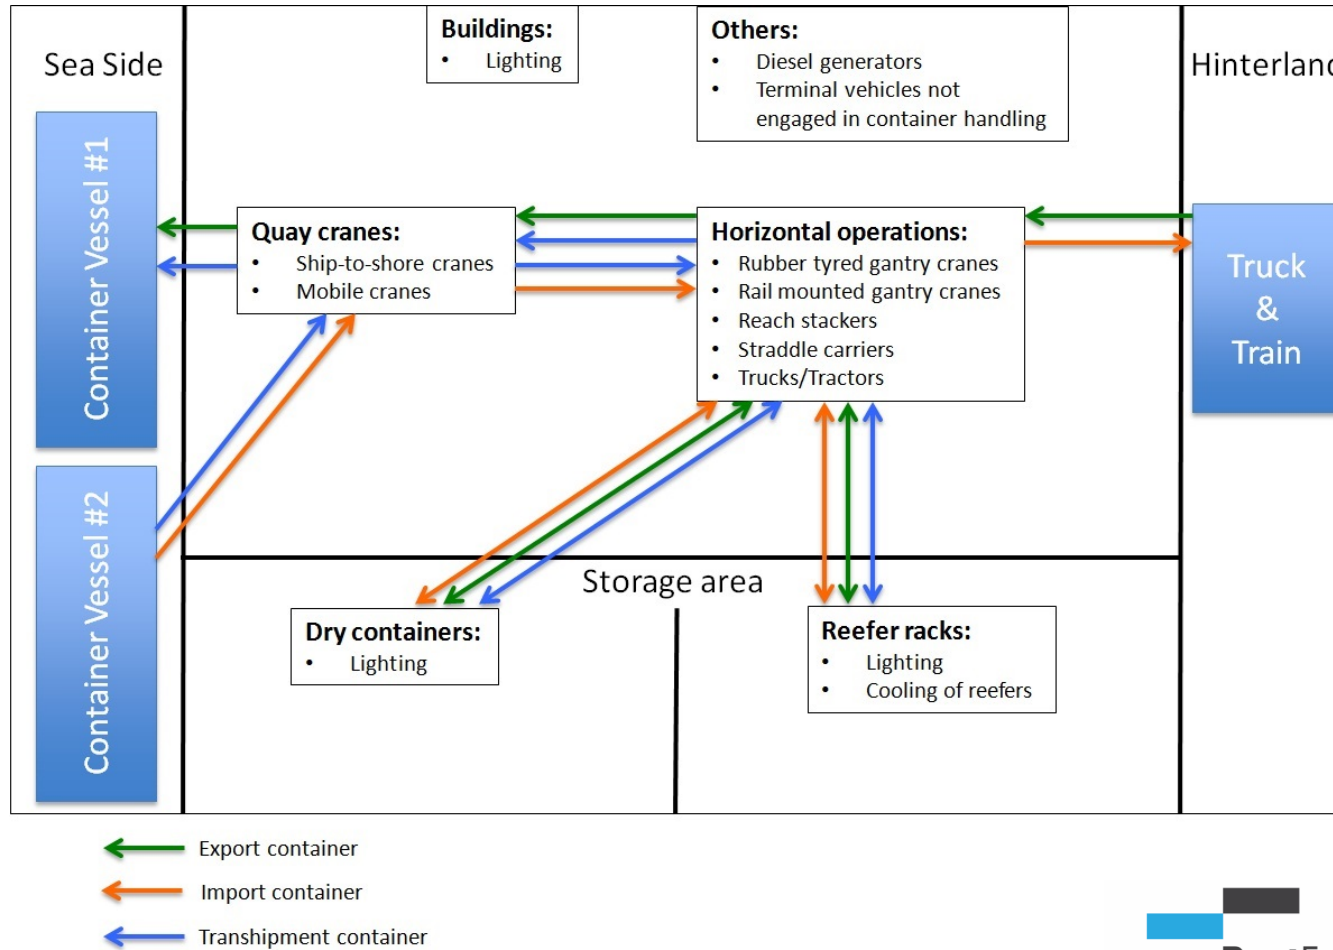 Sea Side
Container Vessel #1
Container Vessel #2
Buildings:
• Lighting
Others:
• Diesel generators
• Terminal vehicles not
engaged in container handling
Quay cranes:
• Ship-to-shore cranes
• Mobile cranes
Horizontal operations:
• Rubber tyred gantry cranes
• Rail mounted gantry cranes
• Reach stackers
• Straddle carriers
• Trucks/Tractors
Hinterland
Truck
&
Train
Storage area
Dry containers:
• Lighting
Reefer racks:
• Lighting
• Cooling of reefers
Export container
Import container
Transhipment container